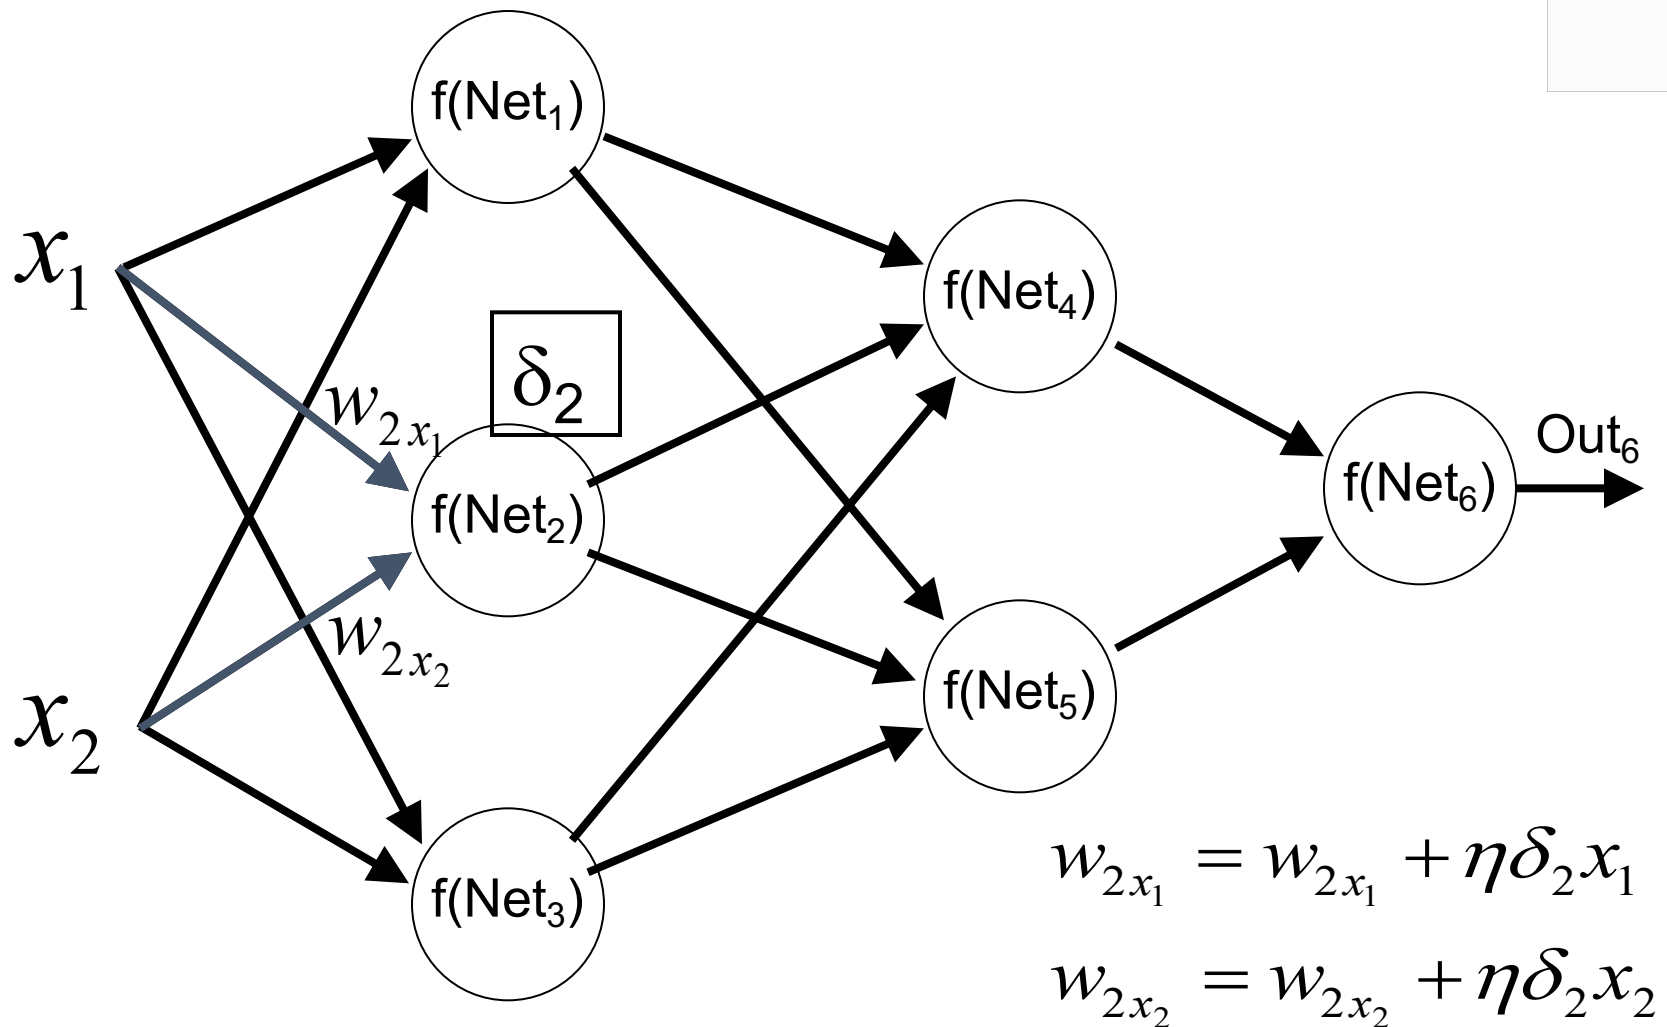 f(Net₁)
x₁
f(Net₄)
δ₂
w₂ₓ₁
Out₆
f(Net₂)
f(Net₆)
w₂ₓ₂
x₂
f(Net₅)
f(Net₃)
w₂ₓ₁ = w₂ₓ₁ + ηδ₂x₁
w₂ₓ₂ = w₂ₓ₂ + ηδ₂x₂